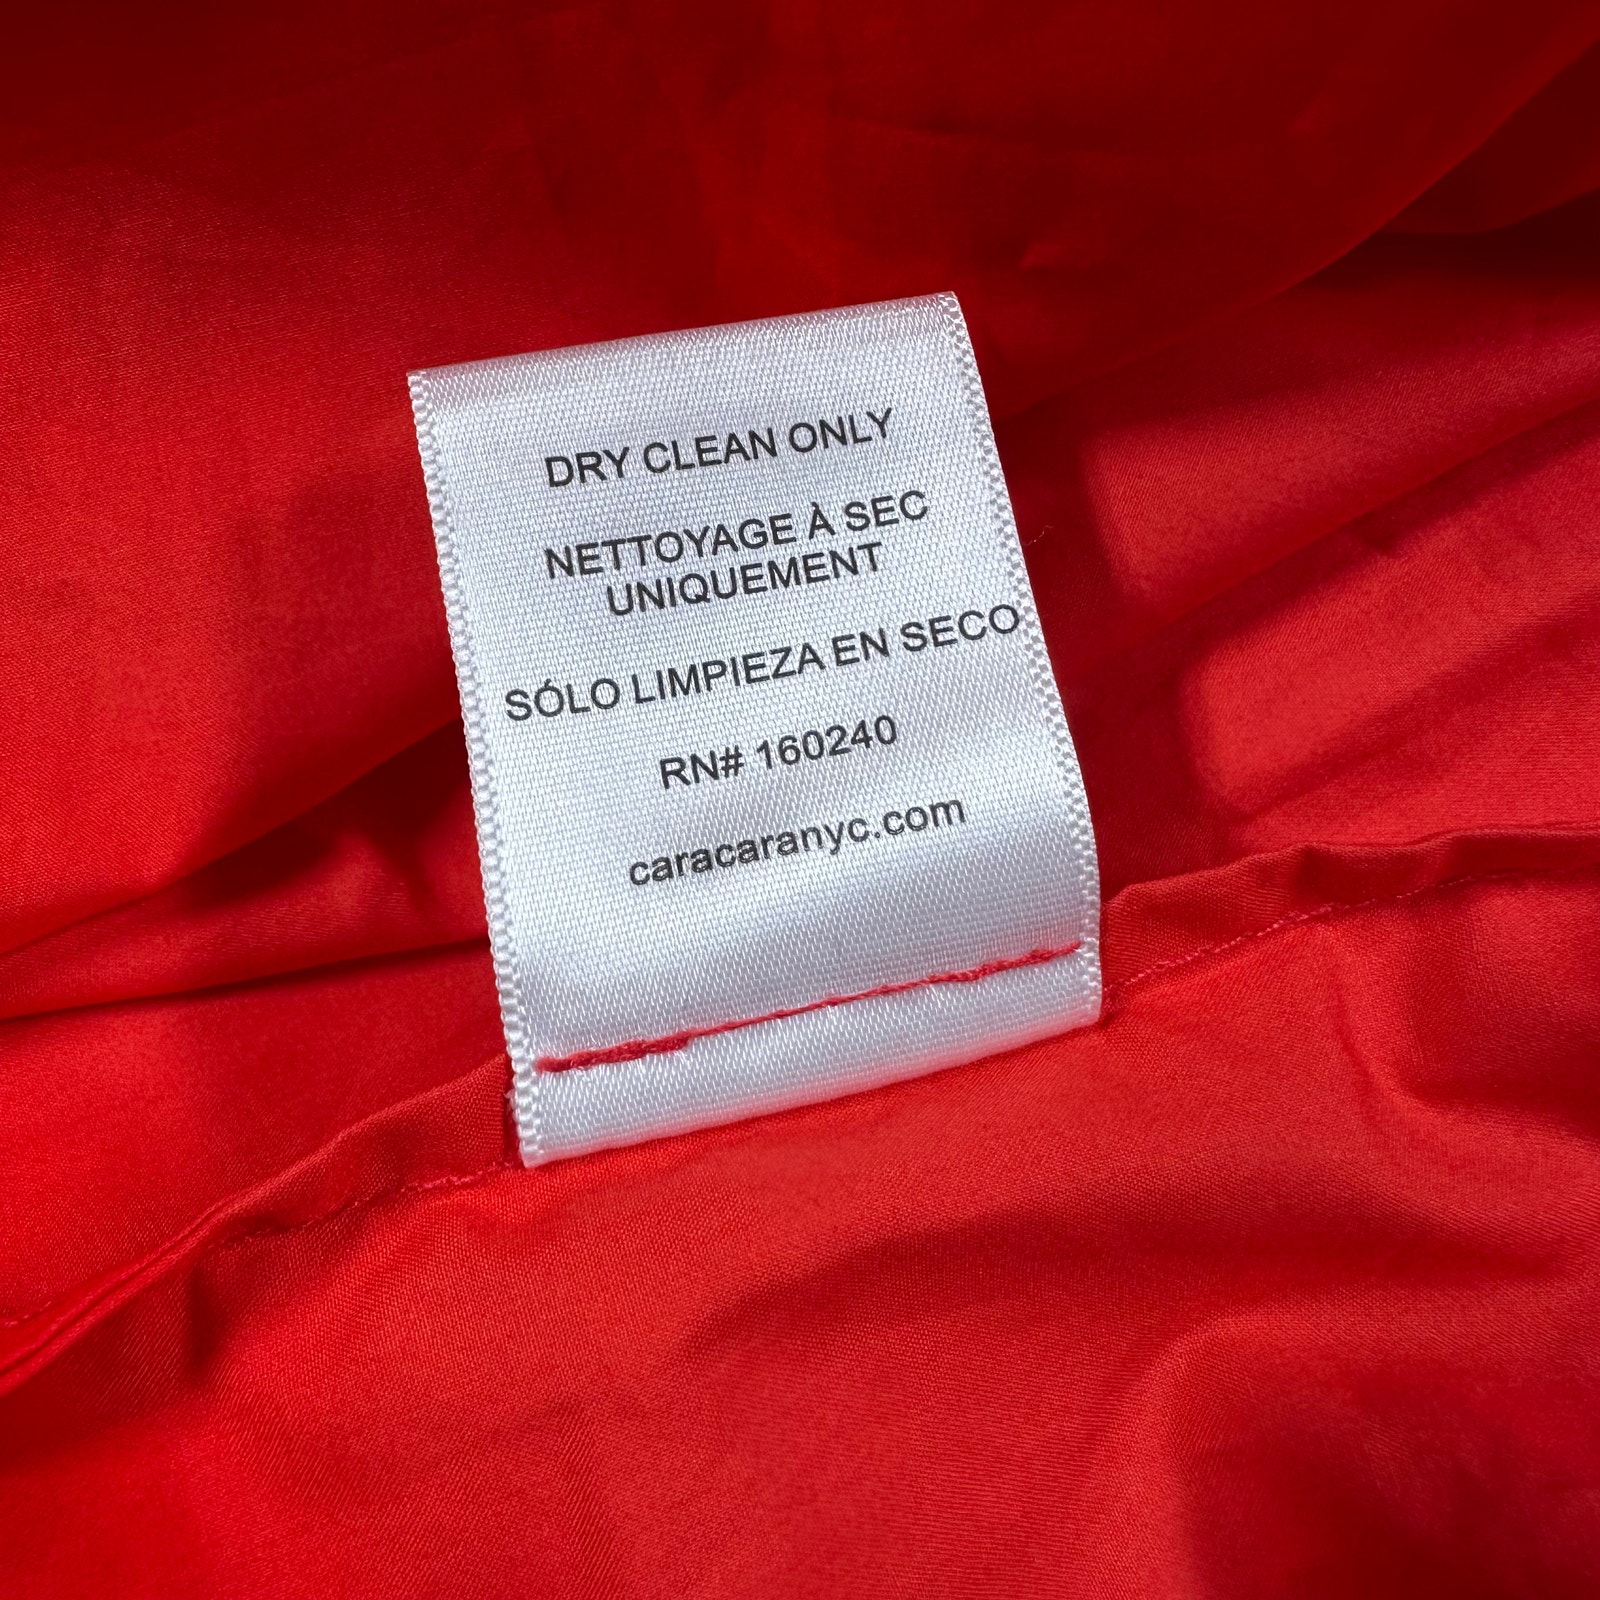 DRY CLEAN ONLY
NETTOYAGE À SEC
UNIQUEMENT
SÓLO LIMPIEZA EN SECO
RN# 160240
caracaranyc.com